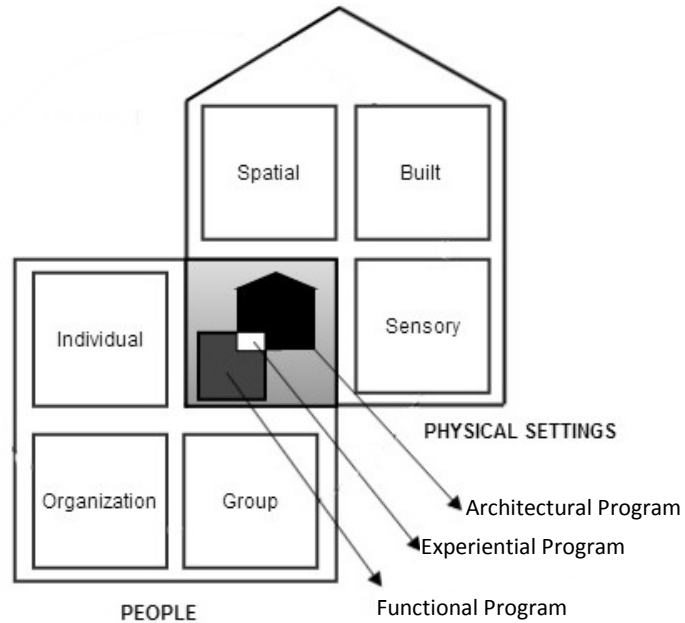 Spatial
Built
Individual
Sensory
Organization
Group
PHYSICAL SETTINGS
Architectural Program
Experiential Program
Functional Program
PEOPLE